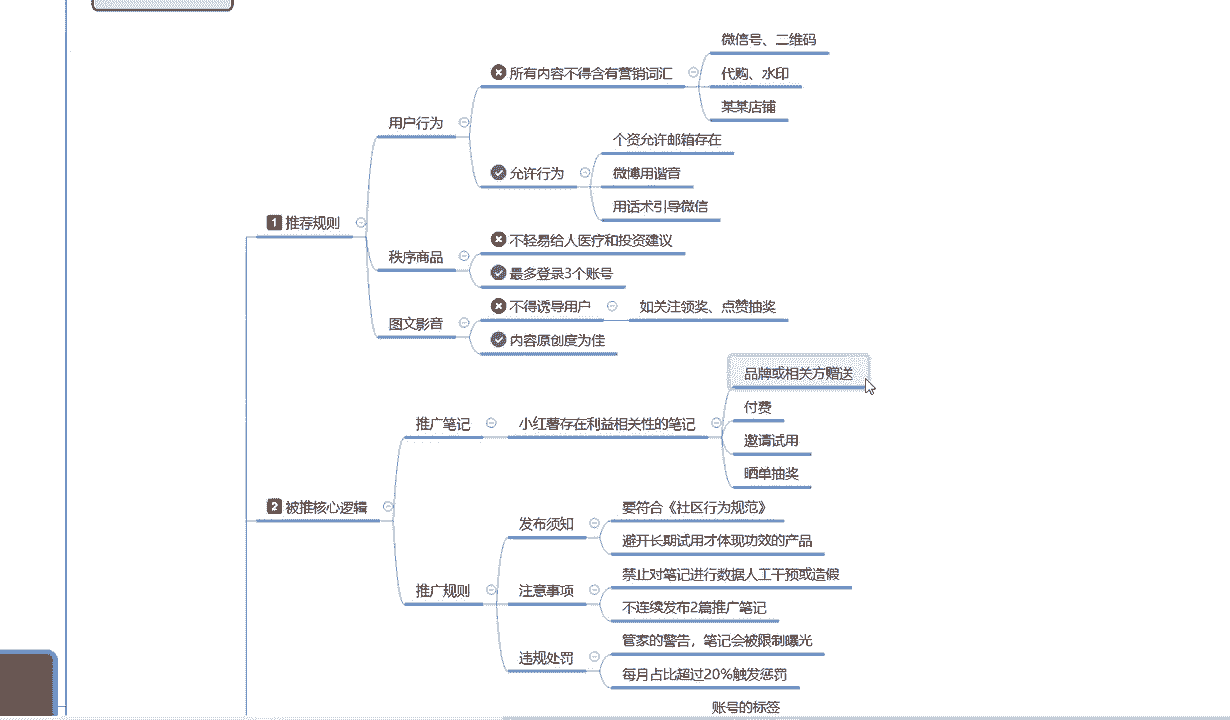 微信号、二维码
所有内容不得含有营销词汇
代购、水印
某某店铺
用户行为
个资允许邮箱存在
允许行为
微博用谐音
用话术引导微信
1 推荐规则
不轻易给人医疗和投资建议
秩序商品
最多登录3个账号
不得诱导用户
如关注领奖、点赞抽奖
图文影音
内容原创度为佳
品牌或相关方赠送
付费
推广笔记
小红薯存在利益相关性的笔记
邀请试用
晒单抽奖
2 被推核心逻辑
要符合《社区行为规范》
发布须知
避开长期试用才体现功效的产品
禁止对笔记进行数据人工干预或造假
推广规则
注意事项
不连续发布2篇推广笔记
管家的警告，笔记会被限制曝光
违规处罚
每月占比超过20%触发惩罚
账号的标签